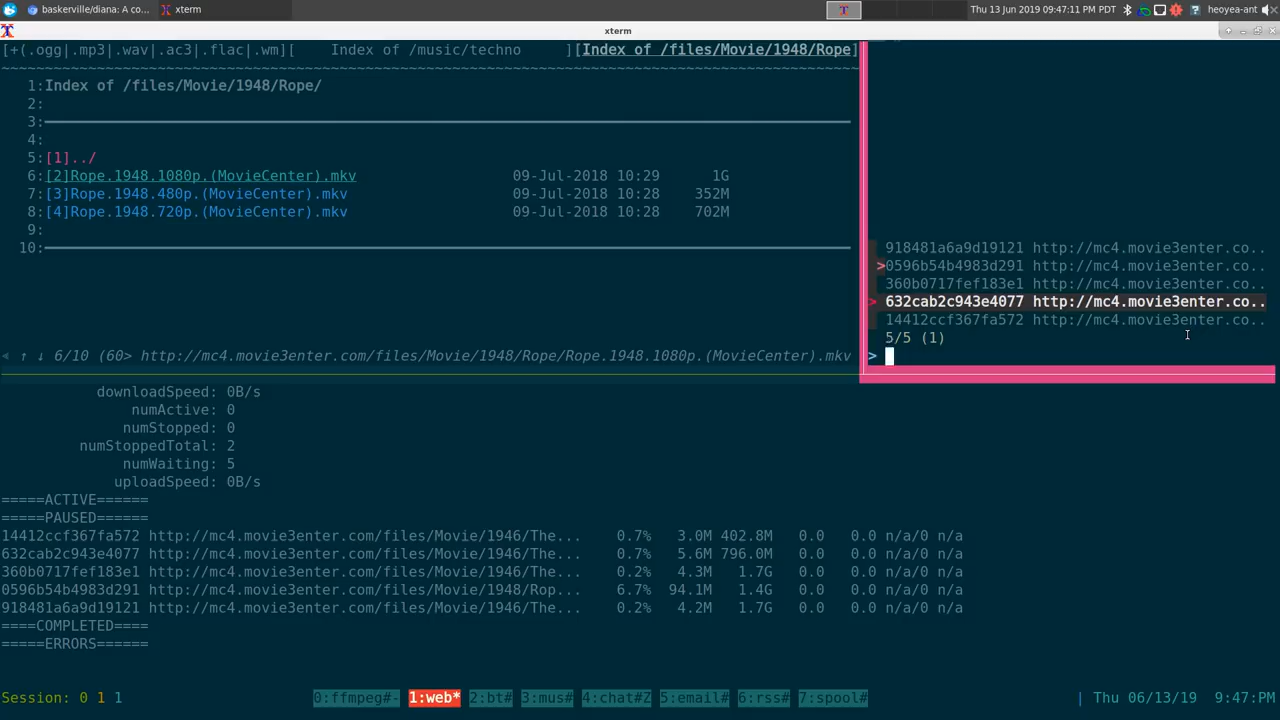 baskerville/diana: A co...
xterm
Thu 13 Jun 2019 09:47:11 PM PDT
heoyea-ant
xterm
[+(.ogg|.mp3|.wav|.ac3|.flac|.wm][    Index of /music/techno     ][Index of /files/Movie/1948/Rope]
~~~~~~~~~~~~~~~~~~~~~~~~~~~~~~~~~~~~~~~~~~~~~~~~~~~~~~~~~~~~~~~~~~~~~~~~~~~~~~~~~~~~~~~~~~~~~~~~~~~
1:Index of /files/Movie/1948/Rope/
2:
3:
4:
5:[1]../
6:[2]Rope.1948.1080p.(MovieCenter).mkv 09-Jul-2018 10:29 1G
7:[3]Rope.1948.480p.(MovieCenter).mkv 09-Jul-2018 10:28 352M
8:[4]Rope.1948.720p.(MovieCenter).mkv 09-Jul-2018 10:28 702M
9:
10:
↑ ↓ 6/10 (60> http://mc4.movie3enter.com/files/Movie/1948/Rope/Rope.1948.1080p.(MovieCenter).mkv
918481a6a9d19121 http://mc4.movie3enter.co..
>0596b54b4983d291 http://mc4.movie3enter.co..
360b0717fef183e1 http://mc4.movie3enter.co..
> 632cab2c943e4077 http://mc4.movie3enter.co..
14412ccf367fa572 http://mc4.movie3enter.co..
5/5 (1)
>
downloadSpeed: 0B/s
numActive: 0
numStopped: 0
numStoppedTotal: 2
numWaiting: 5
uploadSpeed: 0B/s
=====ACTIVE======
=====PAUSED======
14412ccf367fa572 http://mc4.movie3enter.com/files/Movie/1946/The... 0.7% 3.0M 402.8M 0.0 0.0 n/a/0 n/a
632cab2c943e4077 http://mc4.movie3enter.com/files/Movie/1946/The... 0.7% 5.6M 796.0M 0.0 0.0 n/a/0 n/a
360b0717fef183e1 http://mc4.movie3enter.com/files/Movie/1946/The... 0.2% 4.3M 1.7G 0.0 0.0 n/a/0 n/a
0596b54b4983d291 http://mc4.movie3enter.com/files/Movie/1948/Rop... 6.7% 94.1M 1.4G 0.0 0.0 n/a/0 n/a
918481a6a9d19121 http://mc4.movie3enter.com/files/Movie/1946/The... 0.2% 4.2M 1.7G 0.0 0.0 n/a/0 n/a
====COMPLETED====
=====ERRORS======
Session: 0 1 1 0:ffmpeg#- 1:web* 2:bt# 3:mus# 4:chat#Z 5:email# 6:rss# 7:spool# | Thu 06/13/19 9:47PM